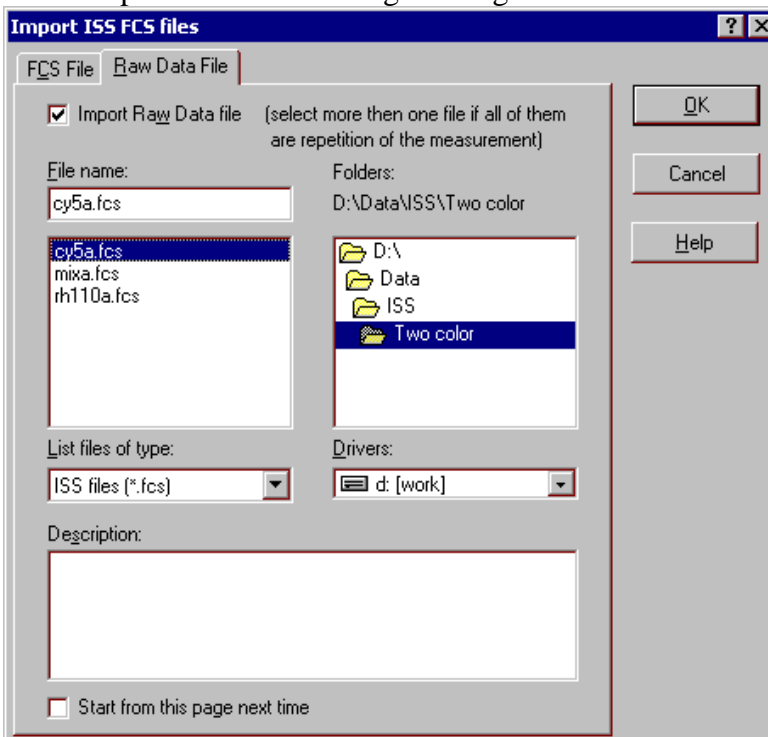 Import ISS FCS files
FCS File Raw Data File
Import Raw Data file (select more then one file if all of them
are repetition of the measurement)
OK
Cancel
Help
File name:
cy5a.fcs
cy5a.fcs
mixa.fcs
rh110a.fcs
Folders:
D:\Data\ISS\Two color
D:\
Data
ISS
Two color
List files of type:
ISS files (*.fcs)
Drivers:
d: [work]
Description:
Start from this page next time